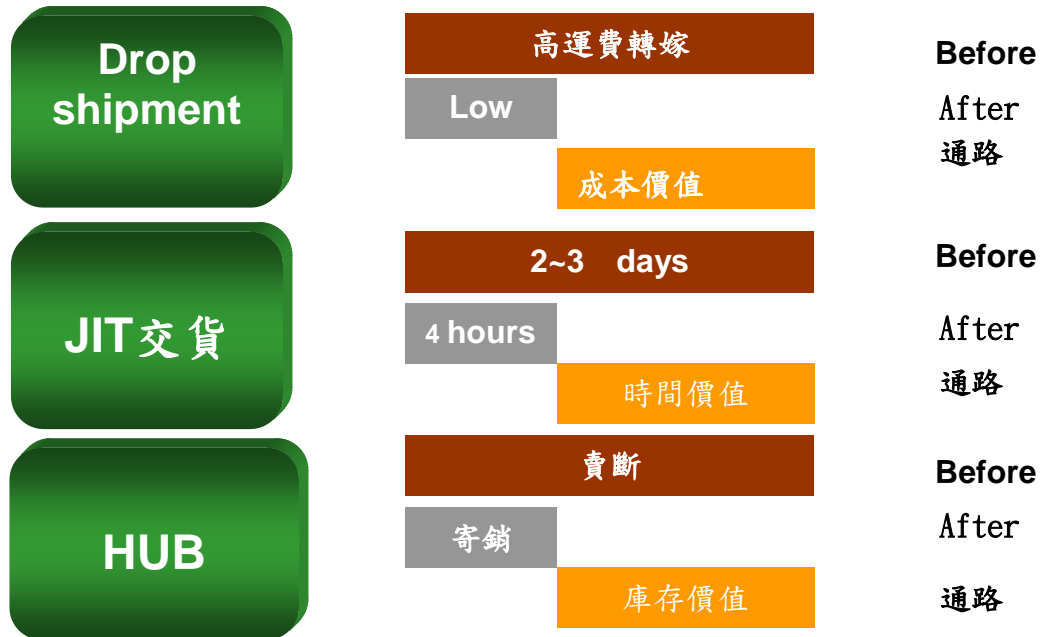 Drop
shipment
高運費轉嫁
Before
Low
After
成本價值
通路
JIT交貨
2~3 days
Before
4 hours
After
時間價值
通路
HUB
賣斷
Before
寄銷
After
庫存價值
通路